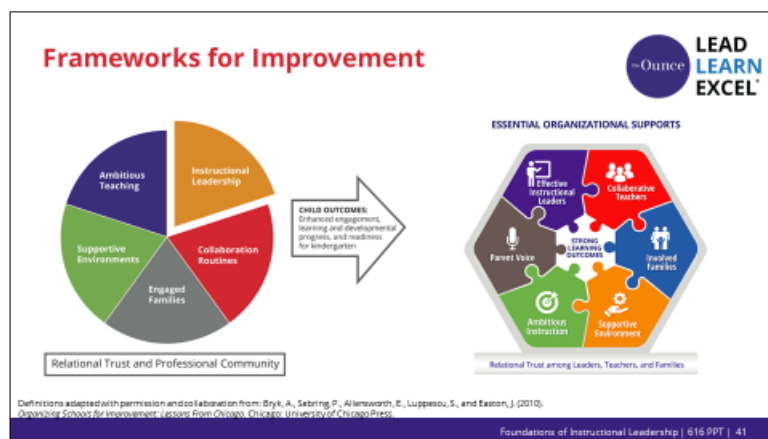 Frameworks for Improvement
the Ounce
LEAD
LEARN
EXCEL
Ambitious
Teaching
Instructional
Leadership
Supportive
Environments
Collaboration
Routines
Engaged
Families
Relational Trust and Professional Community
CHILD OUTCOMES:
Enhanced engagement,
learning and developmental
progress, and readiness
for kindergarten
ESSENTIAL ORGANIZATIONAL SUPPORTS
Effective
Instructional
Leaders
Collaborative
Teachers
Parent Voice
STRONG
LEARNING
OUTCOMES
Involved
Families
Ambitious
Instruction
Supportive
Environment
Relational Trust among Leaders, Teachers, and Families
Definitions adapted with permission and collaboration from: Bryk, A., Sebring, P., Allensworth, E., Luppescu, S., and Easton, J. (2010).
Organizing Schools for Improvement: Lessons From Chicago. Chicago: University of Chicago Press.
Foundations of Instructional Leadership | 616 PPT | 41